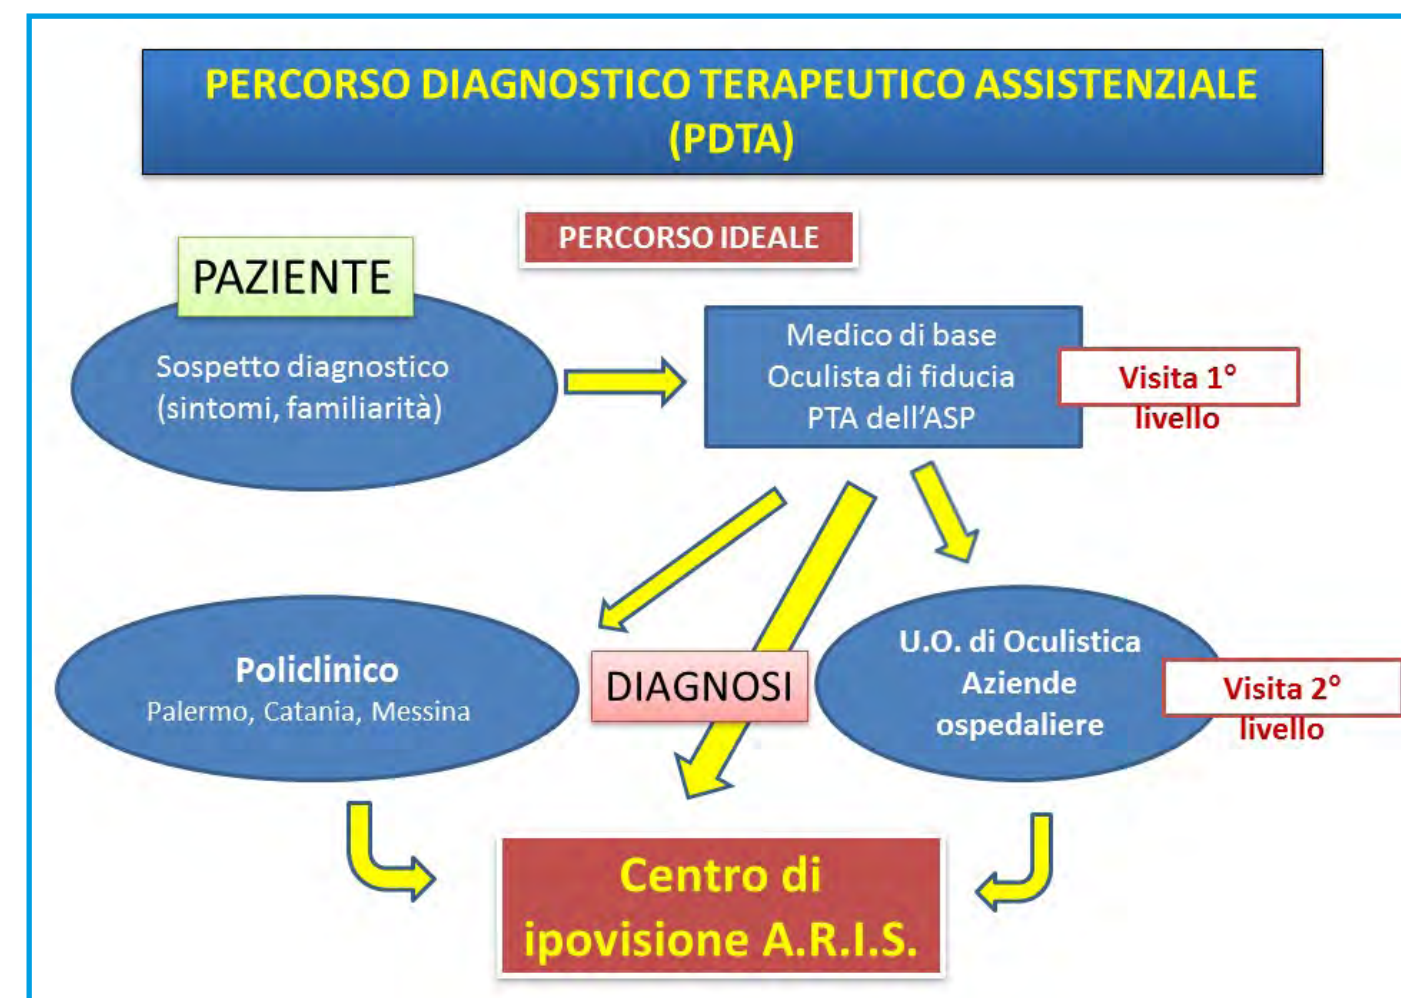 PERCORSO DIAGNOSTICO TERAPEUTICO ASSISTENZIALE
(PDTA)
PERCORSO IDEALE
PAZIENTE
Sospetto diagnostico
(sintomi, familiarità)
Medico di base
Oculista di fiducia
PTA dell'ASP
Visita 1°
livello
Policlinico
Palermo, Catania, Messina
DIAGNOSI
U.O. di Oculistica
Aziende
ospedaliere
Visita 2°
livello
Centro di
ipovisione A.R.I.S.